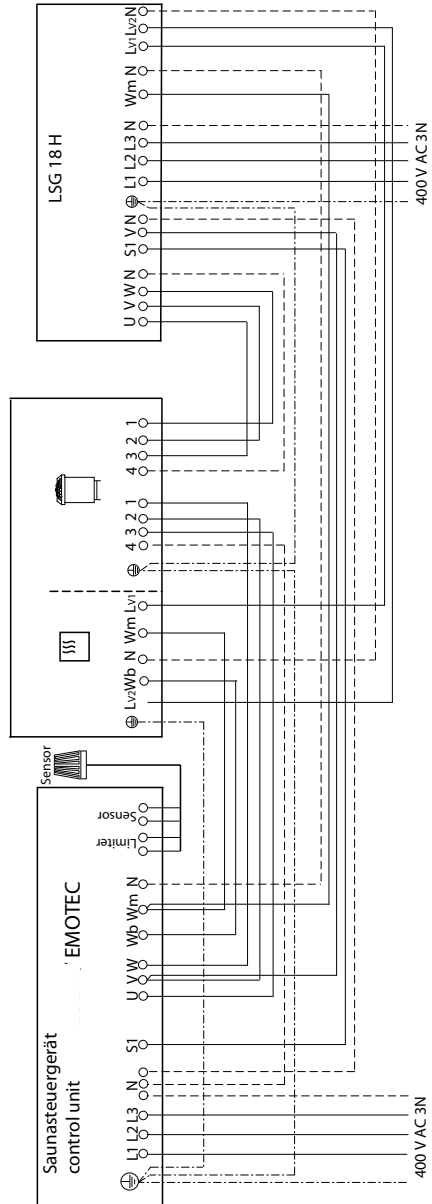 Saunasteuergerät
control unit ' EMOTEC
Limiter Sensor
Sensor
L1 L2 L3 N S1 U V W Wb Wm N
400 V AC 3N
Lv2 Wb N Wm Lv1 4 3 2 1 4 3 2 1
LSG 18 H
U V W N S1 V N L1 L2 L3 N Wm N Lv1 Lv2 N
400 V AC 3N